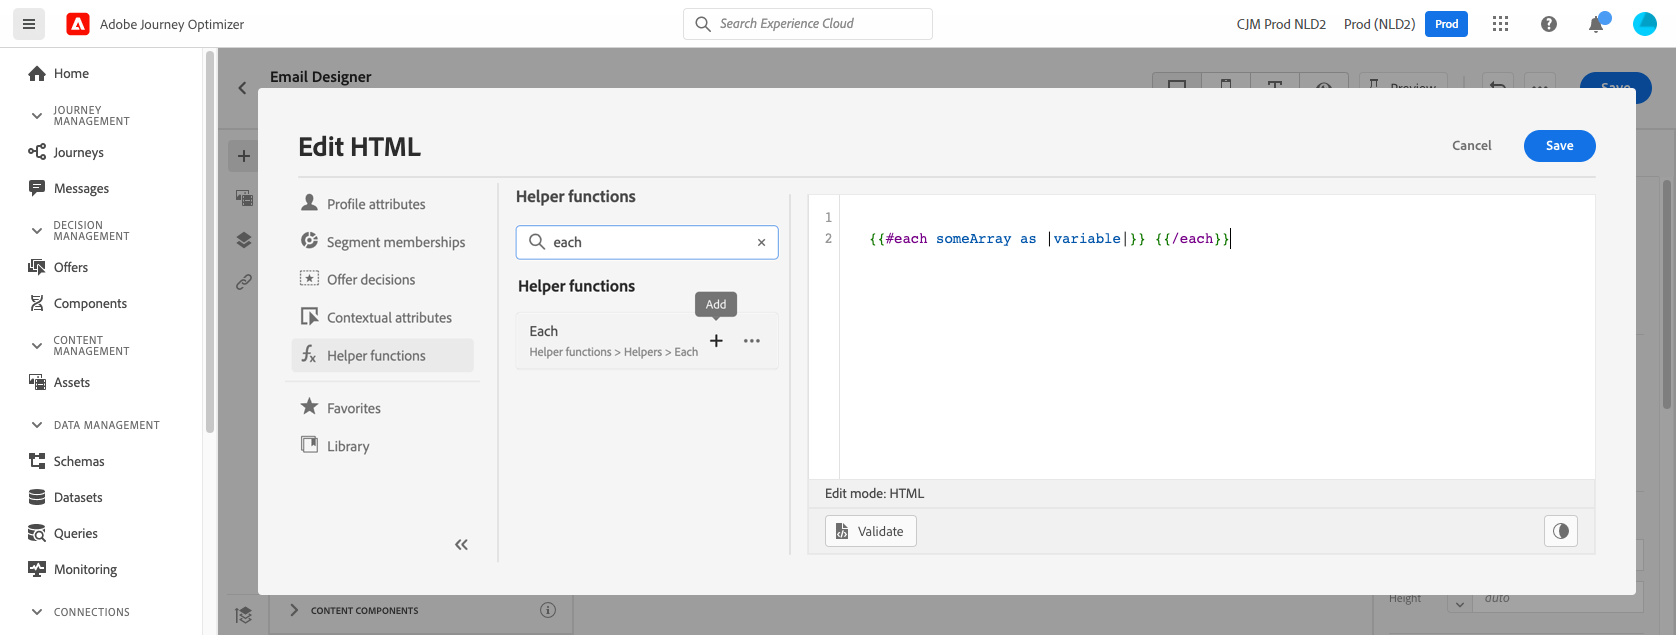 Adobe Journey Optimizer
Search Experience Cloud
CJM Prod NLD2
Prod (NLD2)
Prod
Home
JOURNEY
MANAGEMENT
Journeys
Messages
DECISION
MANAGEMENT
Offers
Components
CONTENT
MANAGEMENT
Assets
DATA MANAGEMENT
Schemas
Datasets
Queries
Monitoring
CONNECTIONS
Email Designer
Preview
Save
Edit HTML
Cancel
Save
Profile attributes
Segment memberships
Offer decisions
Contextual attributes
Helper functions
Favorites
Library
Helper functions
each
Helper functions
Add
Each
Helper functions > Helpers > Each
1
2
{{#each someArray as |variable|}} {{/each}}
Edit mode: HTML
Validate
CONTENT COMPONENTS
Height
auto